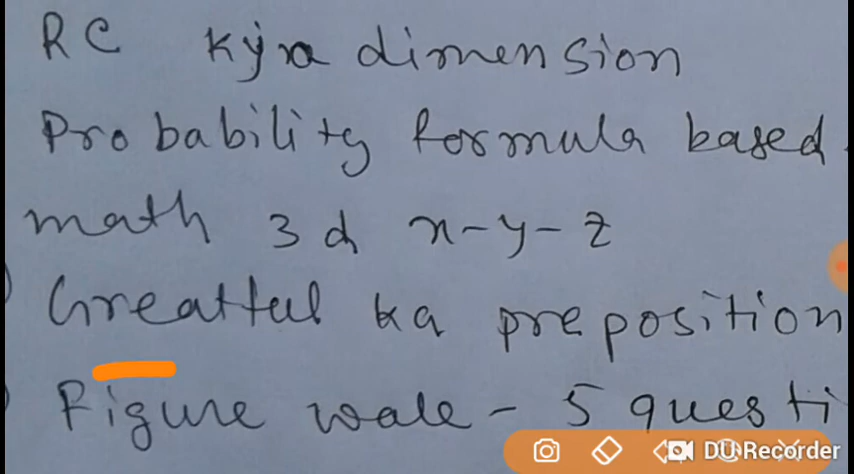 RC kya dimension
Probability formula based
math 3d x-y-z
Greatful ka preposition
Figure wale - 5 questi
DU Recorder